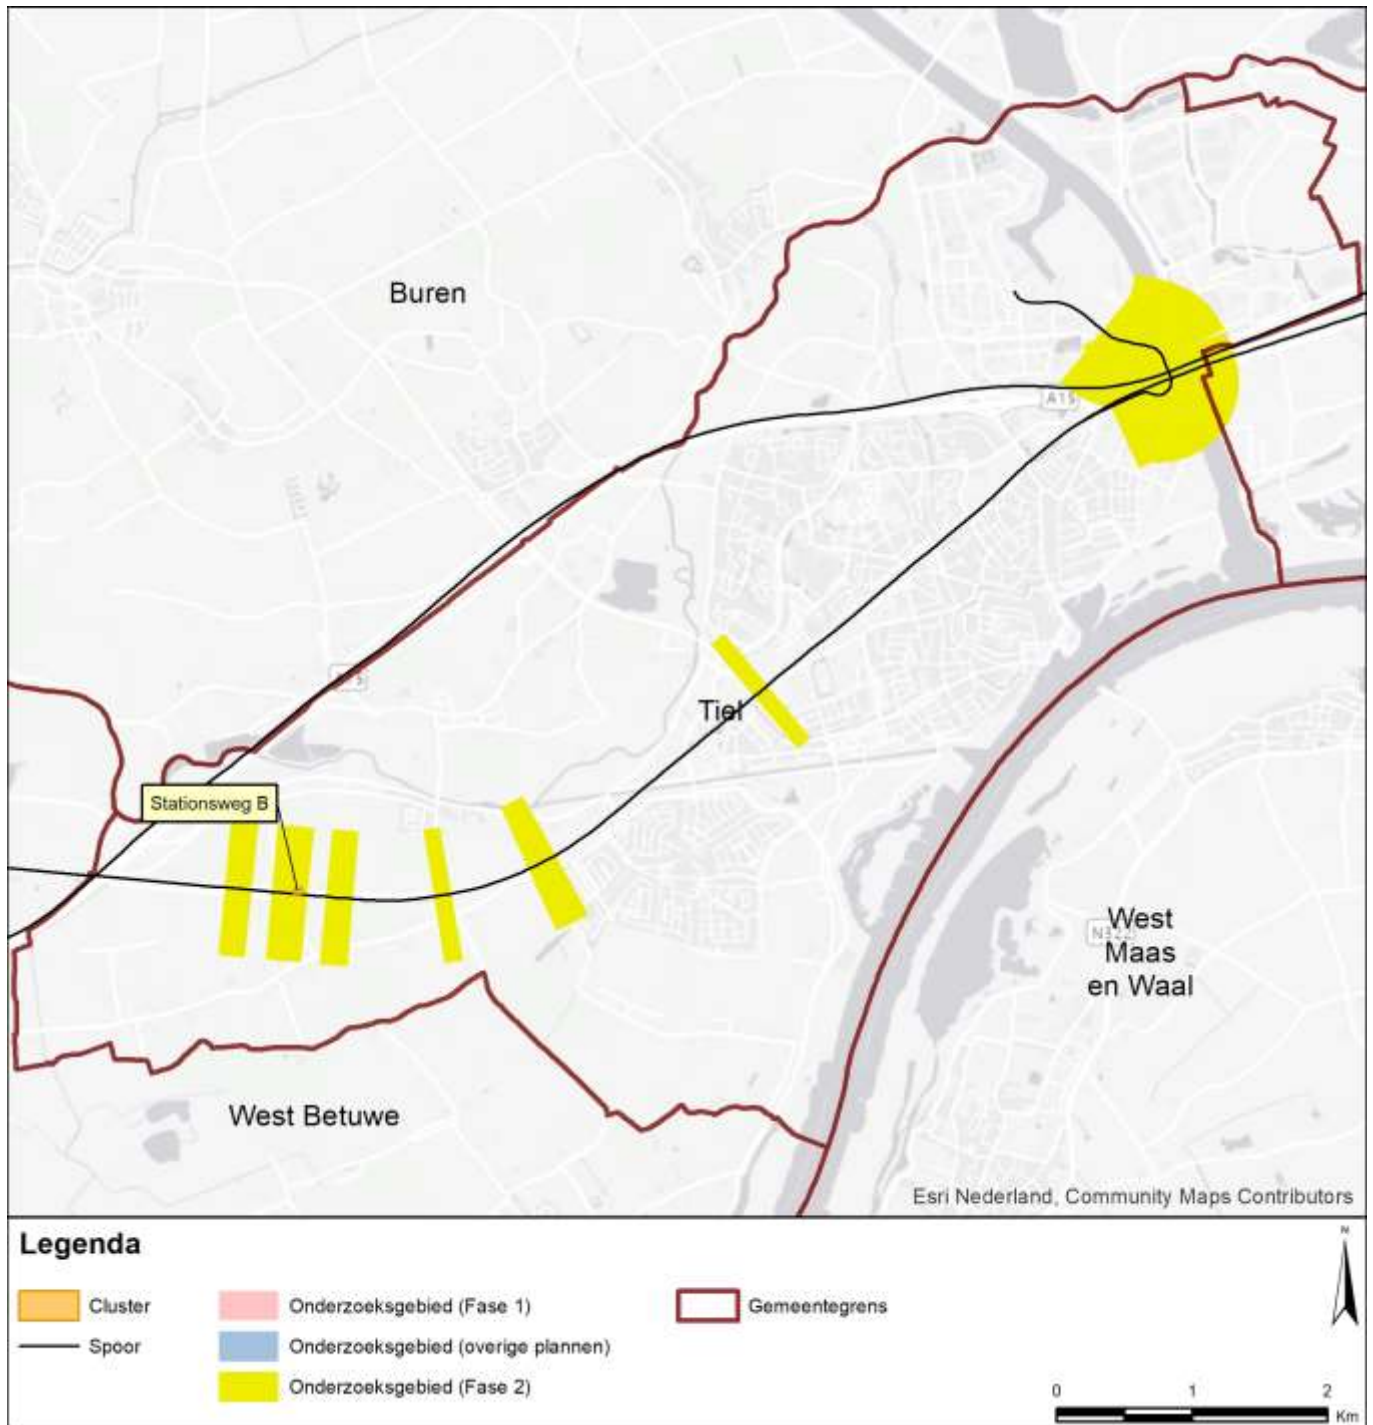 Buren
A15
Tiel
Stationsweg B
N322
West
Maas
en Waal
West Betuwe
Esri Nederland, Community Maps Contributors
Legenda
N
Cluster
Onderzoeksgebied (Fase 1)
Gemeentegrens
Spoor
Onderzoeksgebied (overige plannen)
Onderzoeksgebied (Fase 2)
0 1 2
Km